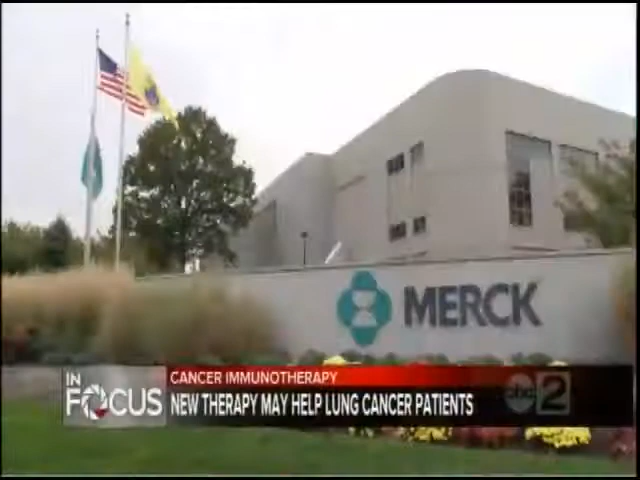 MERCK
IN FOCUS
CANCER IMMUNOTHERAPY
NEW THERAPY MAY HELP LUNG CANCER PATIENTS
abc 2